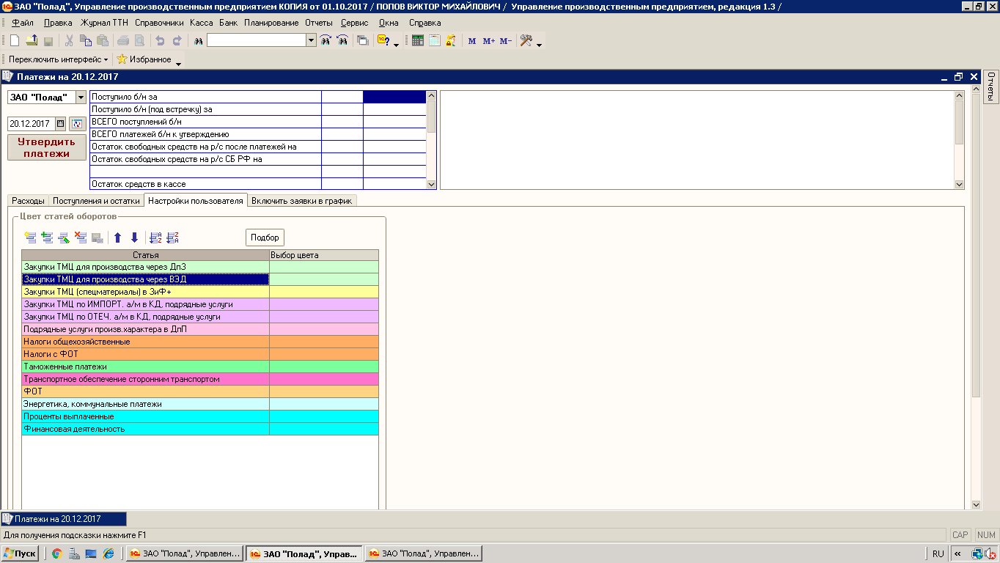 ЗАО "Полад", Управление производственным предприятием КОПИЯ от 01.10.2017 / ПОПОВ ВИКТОР МИХАЙЛОВИЧ / Управление производственным предприятием, редакция 1.3 /
Файл Правка Журнал ТТН Справочники Касса Банк Планирование Отчеты Сервис Окна Справка
M M+ M-
Переключить интерфейс Избранное
Платежи на 20.12.2017
Отчеты
ЗАО "Полад"
20.12.2017
Утвердить платежи
Поступило б/н за
Поступило б/н (под встречку) за
ВСЕГО поступлений б/н
ВСЕГО платежей б/н к утверждению
Остаток свободных средств на р/с после платежей на
Остаток свободных средств на р/с СБ РФ на
Остаток средств в кассе
Расходы Поступления и остатки Настройки пользователя Включить заявки в график
Цвет статей оборотов
Подбор
Статья Выбор цвета
Закупки ТМЦ для производства через ДпЗ
Закупки ТМЦ для производства через ВЭД
Закупки ТМЦ (спецматериалы) в ЗиФ+
Закупки ТМЦ по ИМПОРТ. а/м в КД, подрядные услуги
Закупки ТМЦ по ОТЕЧ. а/м в КД, подрядные услуги
Подрядные услуги произв.характера в ДпП
Налоги общехозяйственные
Налоги с ФОТ
Таможенные платежи
Транспортное обеспечение сторонним транспортом
ФОТ
Энергетика, коммунальные платежи
Проценты выплаченные
Финансовая деятельность
Платежи на 20.12.2017
Для получения подсказки нажмите F1
CAP NUM
Пуск ЗАО "Полад", Управлен... ЗАО "Полад", Управ... ЗАО "Полад", Управлен... RU «